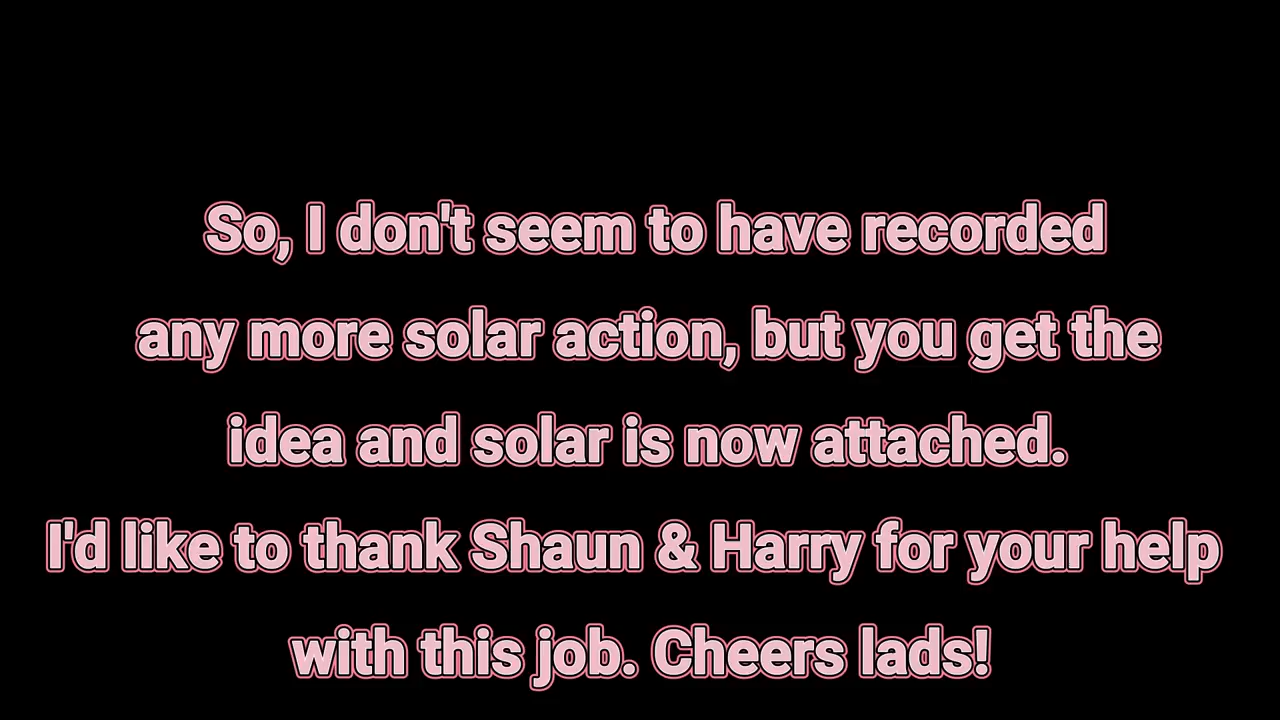 So, I don't seem to have recorded
any more solar action, but you get the
idea and solar is now attached.
I'd like to thank Shaun & Harry for your help
with this job. Cheers lads!